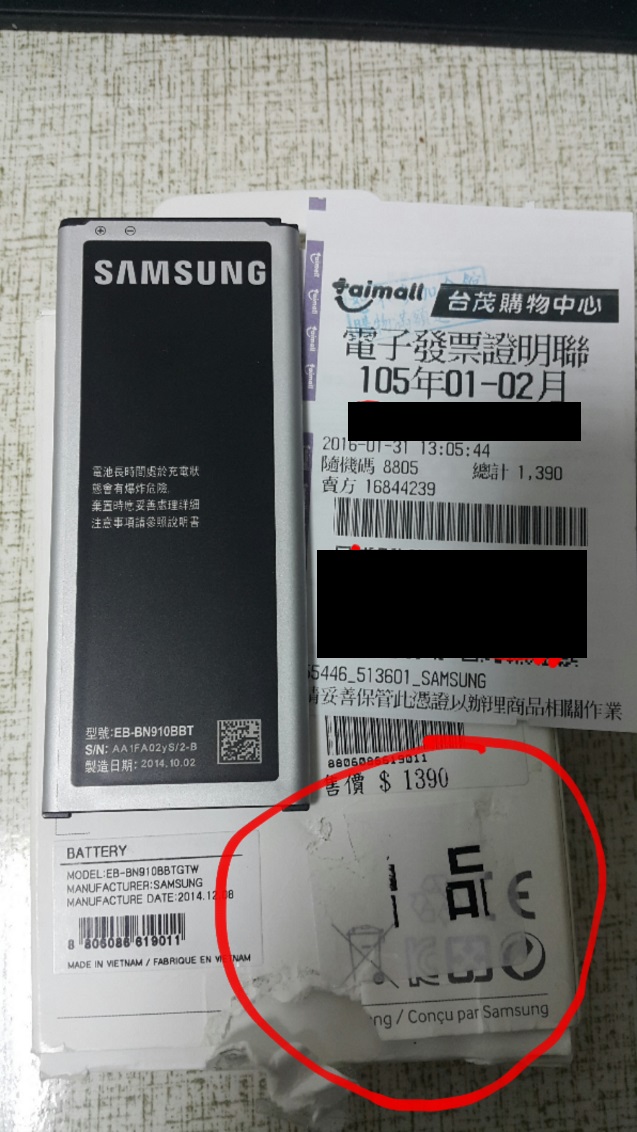 SAMSUNG
電池長時間處於充電狀
態會有爆炸危險,
棄置時應妥善處理詳細
注意事項請參照說明書
型號:EB-BN910BBT
S/N: AA1FA02yS/2-B
製造日期: 2014.10.02
taimall 台茂購物中心
電子發票證明聯
105年01-02月
2016-01-31 13:05:44
隨機碼 8805 總計 1,390
賣方 16844239
55446_513601_SAMSUNG
請妥善保管此憑證以辦理商品相關作業
8806086619011
售價 $ 1390
BATTERY
MODEL:EB-BN910BBTGTW
MANUFACTURER:SAMSUNG
MANUFACTURE DATE:2014.12.08
8 806086 619011
MADE IN VIETNAM / FABRIQUE EN VIETNAM
CE
ng / Conçu par Samsung